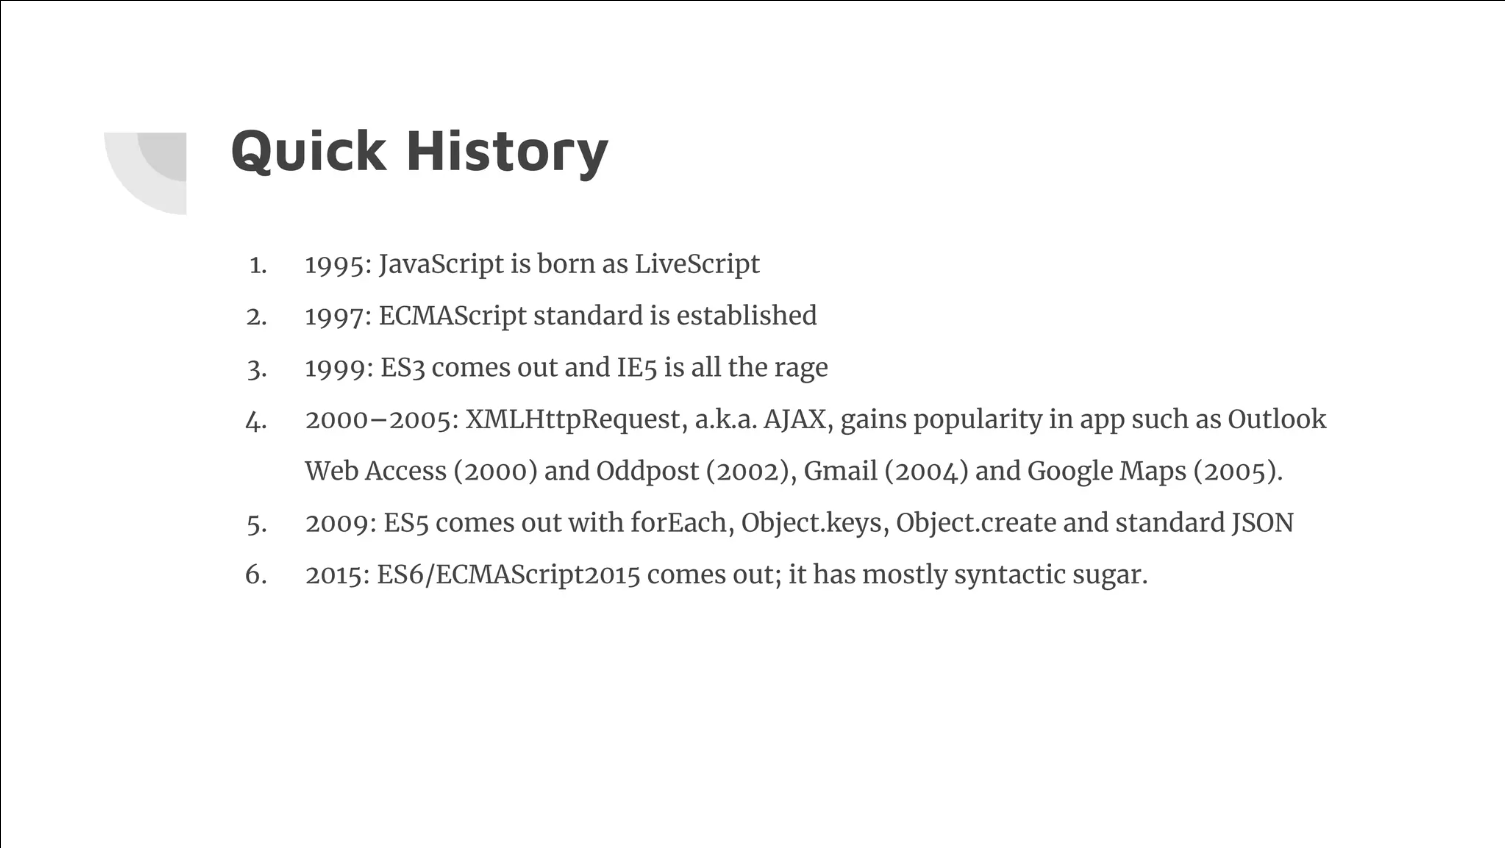 Quick History
1. 1995: JavaScript is born as LiveScript
2. 1997: ECMAScript standard is established
3. 1999: ES3 comes out and IE5 is all the rage
4. 2000–2005: XMLHttpRequest, a.k.a. AJAX, gains popularity in app such as Outlook
Web Access (2000) and Oddpost (2002), Gmail (2004) and Google Maps (2005).
5. 2009: ES5 comes out with forEach, Object.keys, Object.create and standard JSON
6. 2015: ES6/ECMAScript2015 comes out; it has mostly syntactic sugar.